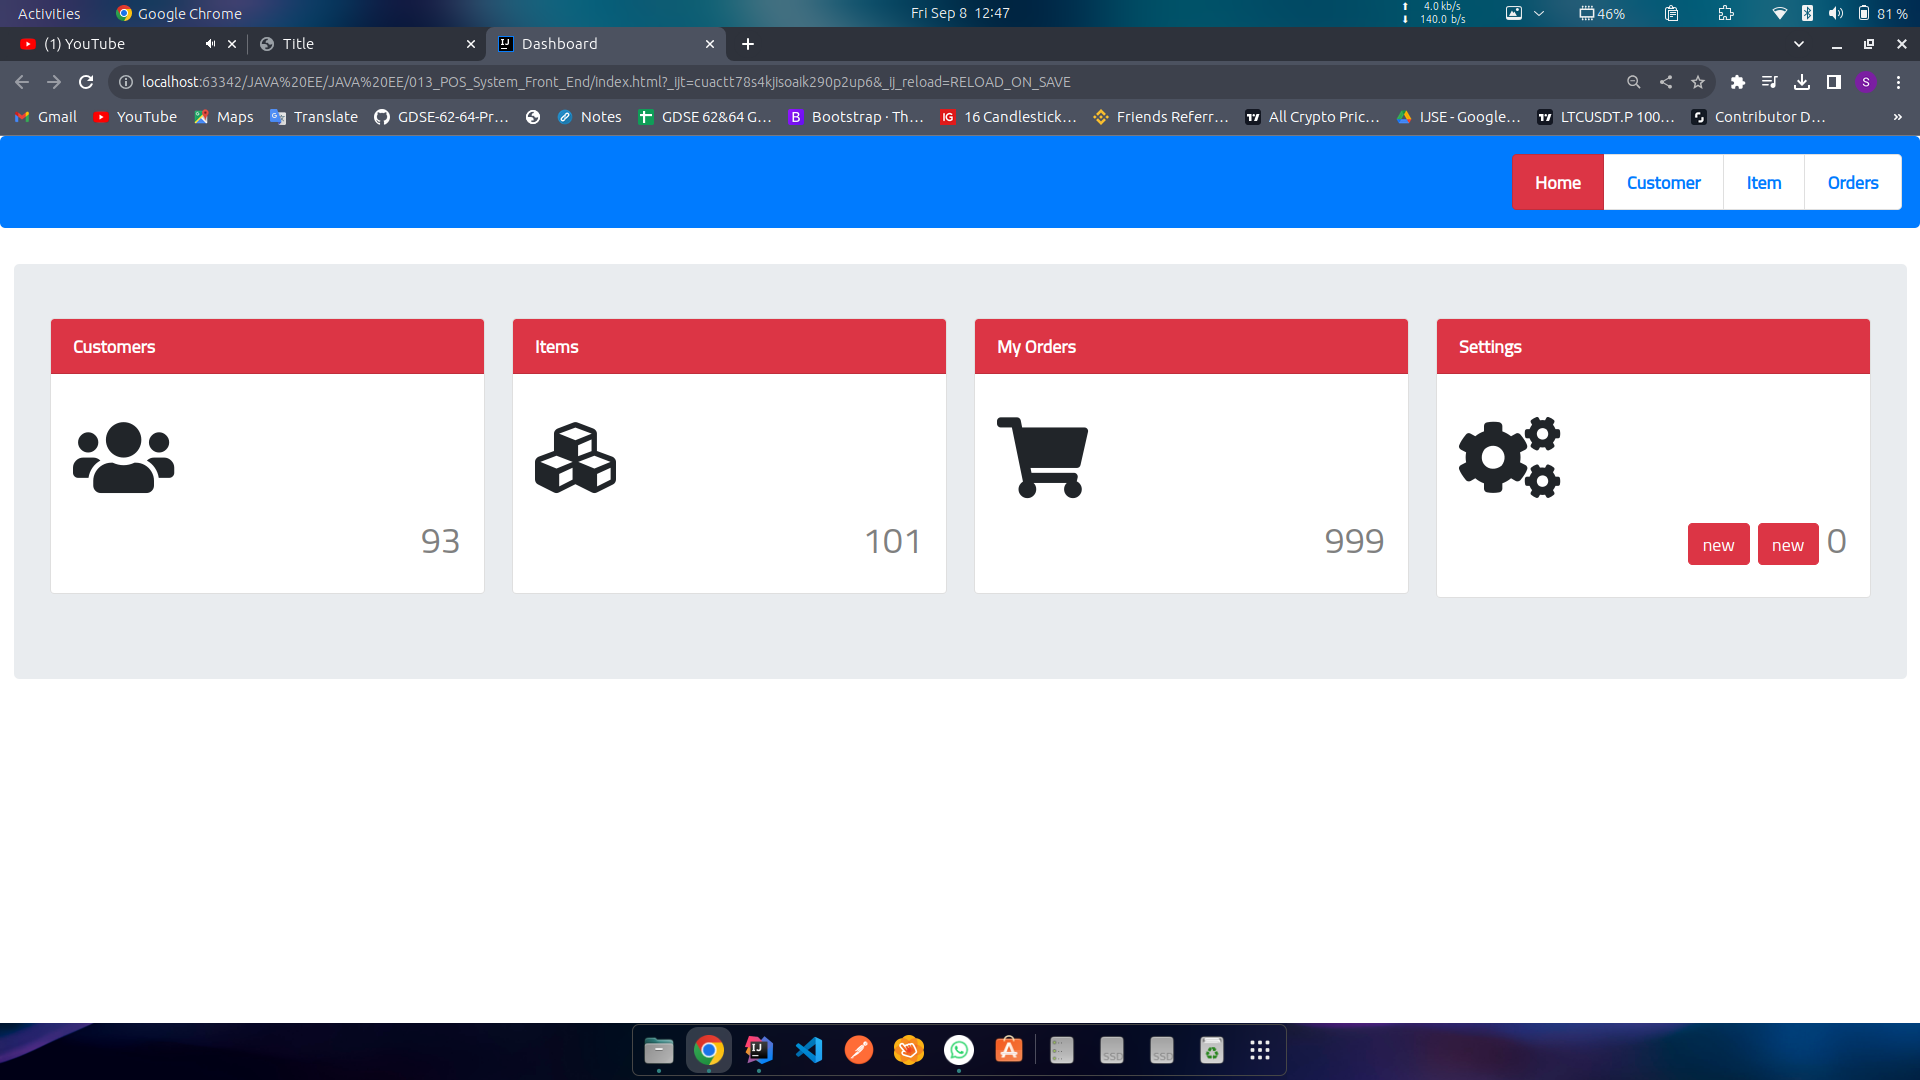 Activities
Google Chrome
Fri Sep 8 12:47
4.0 kb/s
140.0 b/s
46%
81 %
(1) YouTube
Title
Dashboard
localhost:63342/JAVA%20EE/JAVA%20EE/013_POS_System_Front_End/index.html?_ijt=cuactt78s4kjisoaik290p2up6&_ij_reload=RELOAD_ON_SAVE
S
Gmail
YouTube
Maps
Translate
GDSE-62-64-Pr…
Notes
GDSE 62&64 G…
Bootstrap · Th…
16 Candlestick…
Friends Referr…
All Crypto Pric…
IJSE - Google…
LTCUSDT.P 100…
Contributor D…
»
Home
Customer
Item
Orders
Customers
Items
My Orders
Settings
93
101
999
new
new
0
SSD
SSD